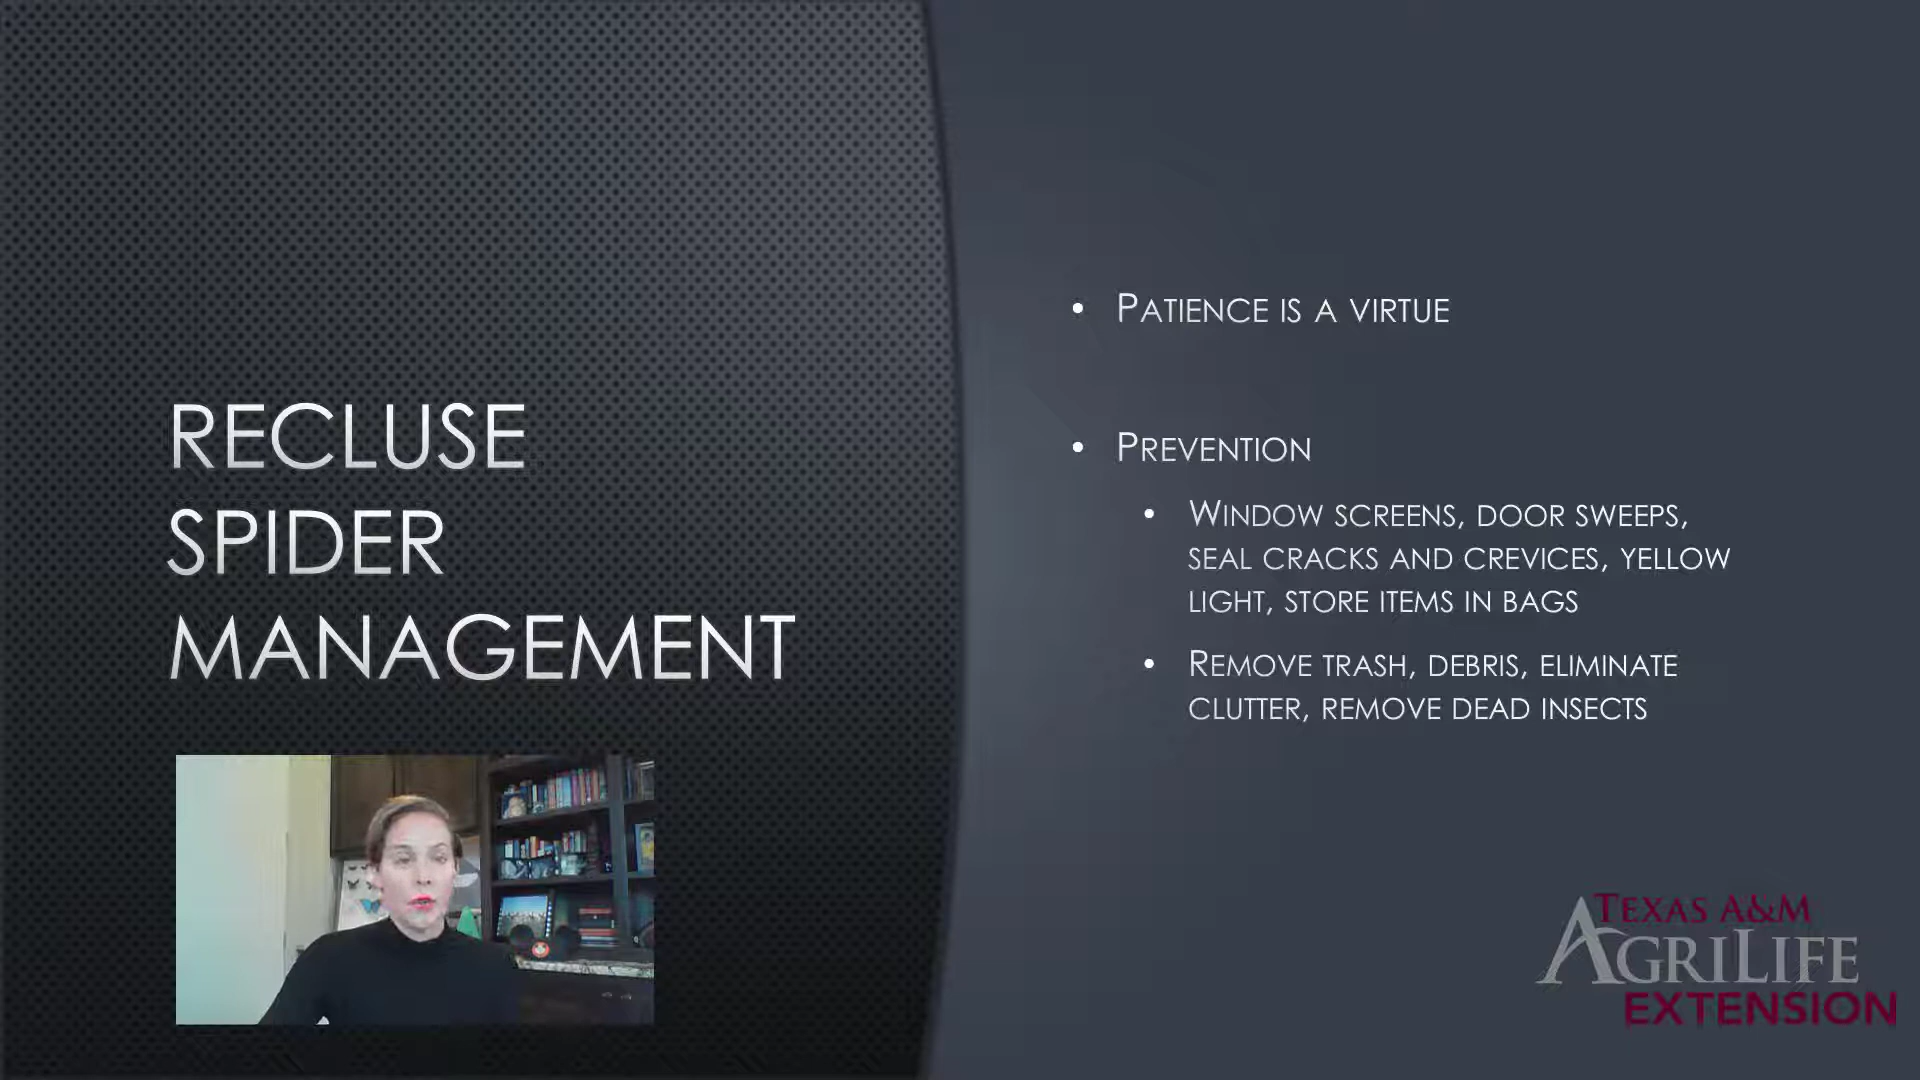 RECLUSE
SPIDER
MANAGEMENT
• PATIENCE IS A VIRTUE
• PREVENTION
• WINDOW SCREENS, DOOR SWEEPS,
SEAL CRACKS AND CREVICES, YELLOW
LIGHT, STORE ITEMS IN BAGS
• REMOVE TRASH, DEBRIS, ELIMINATE
CLUTTER, REMOVE DEAD INSECTS
TEXAS A&M
AGRILIFE
EXTENSION